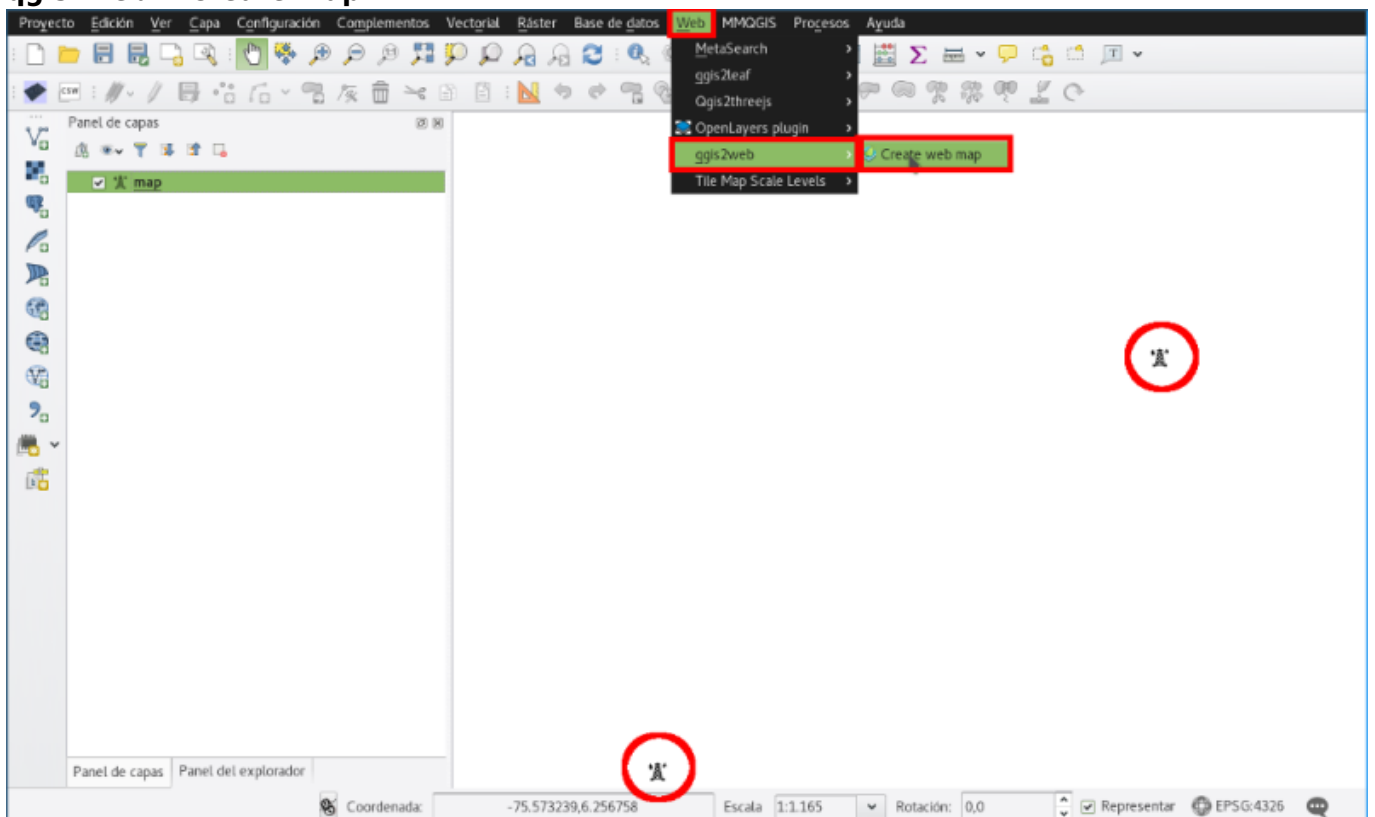 Proyecto Edición Ver Capa Configuración Complementos Vectorial Ráster Base de datos Web MMQGIS Procesos Ayuda
MetaSearch
qgis2leaf
Qgis2threejs
OpenLayers plugin
qgis2web
Create web map
Tile Map Scale Levels
CSW
Panel de capas
map
Panel de capas Panel del explorador
Coordenada: -75.573239,6.256758 Escala 1:1.165 Rotación: 0,0 Representar EPSG:4326